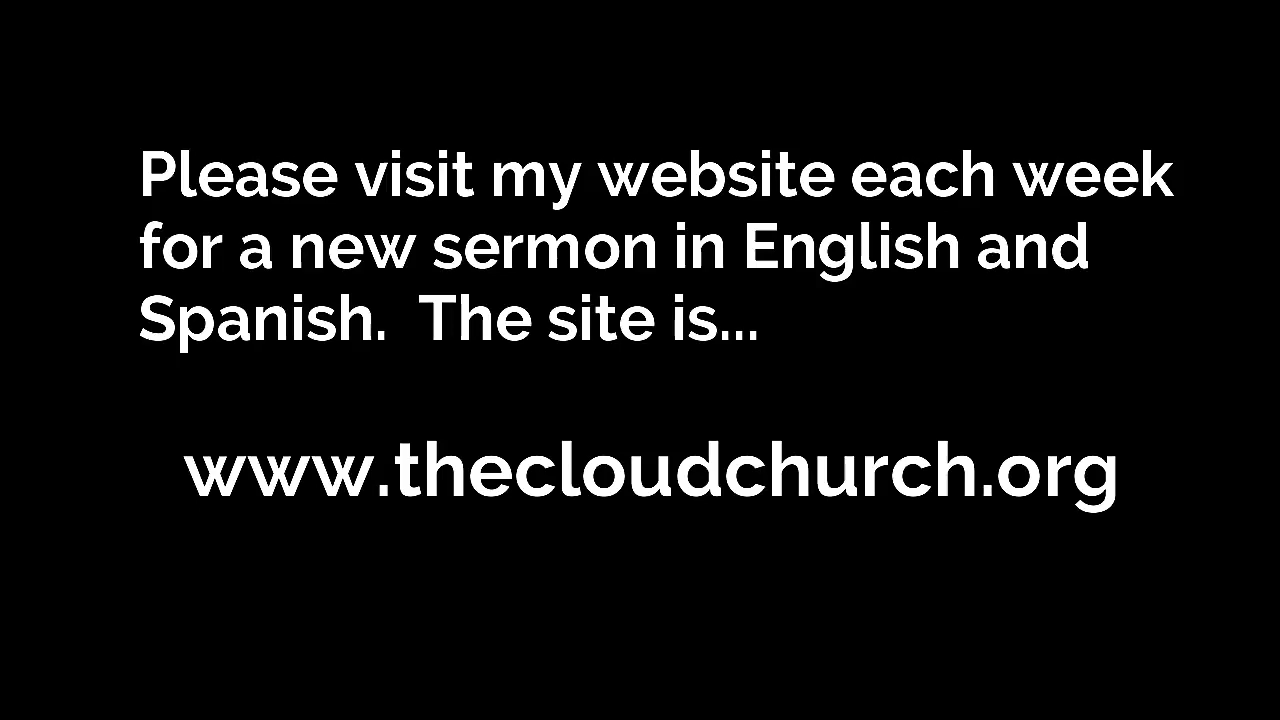 Please visit my website each week
for a new sermon in English and
Spanish.  The site is...
www.thecloudchurch.org